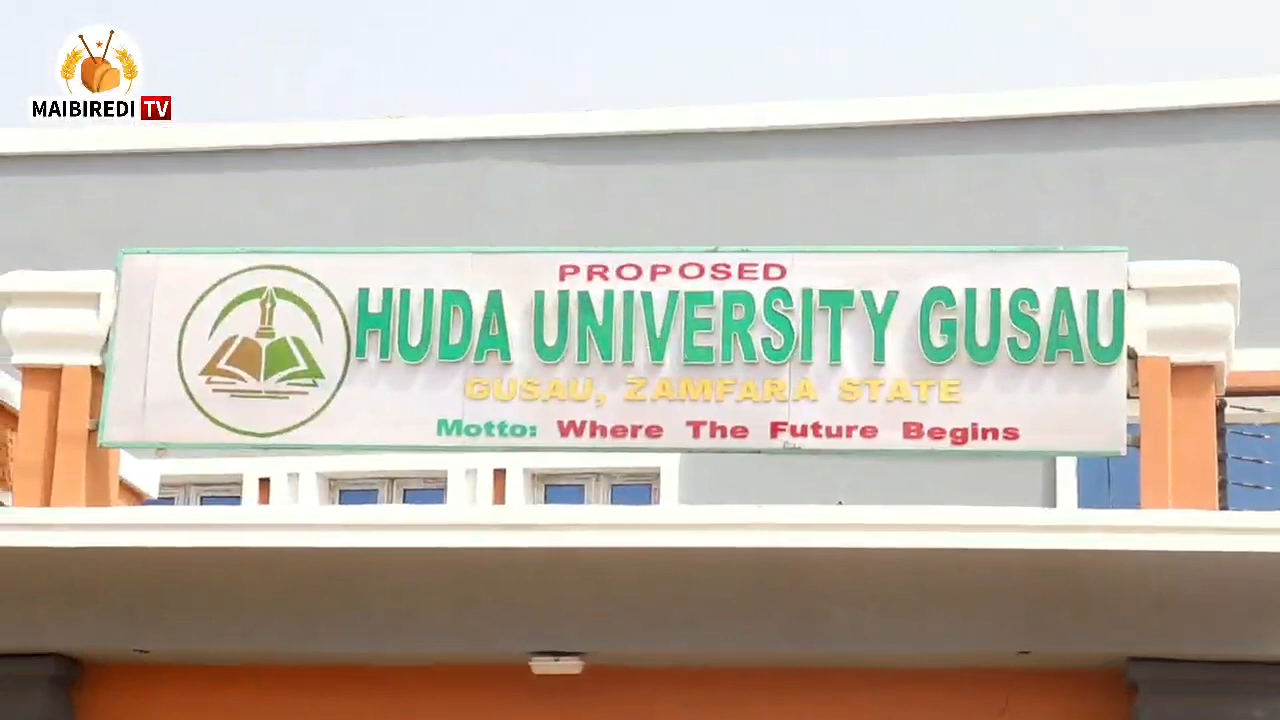 MAIBIREDI TV
PROPOSED
HUDA UNIVERSITY GUSAU
GUSAU, ZAMFARA STATE
Motto: Where The Future Begins